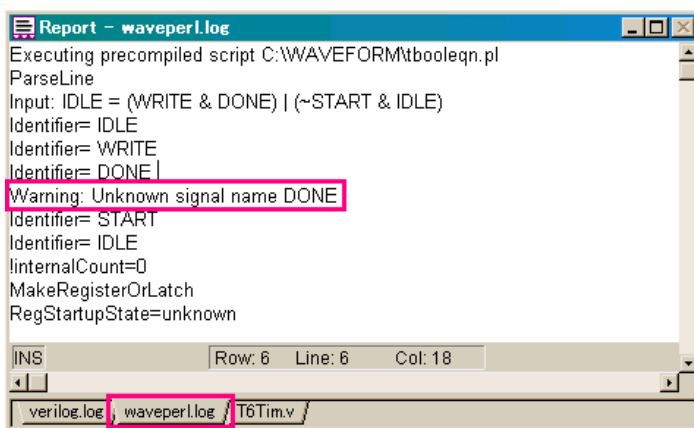 Report - waveperl.log
Executing precompiled script C:\WAVEFORM\tbooleqn.pl
ParseLine
Input: IDLE = (WRITE & DONE) | (~START & IDLE)
Identifier= IDLE
Identifier= WRITE
Identifier= DONE
Warning: Unknown signal name DONE
Identifier= START
Identifier= IDLE
!internalCount=0
MakeRegisterOrLatch
RegStartupState=unknown
INS Row: 6 Line: 6 Col: 18
verilog.log waveperl.log T6Tim.v